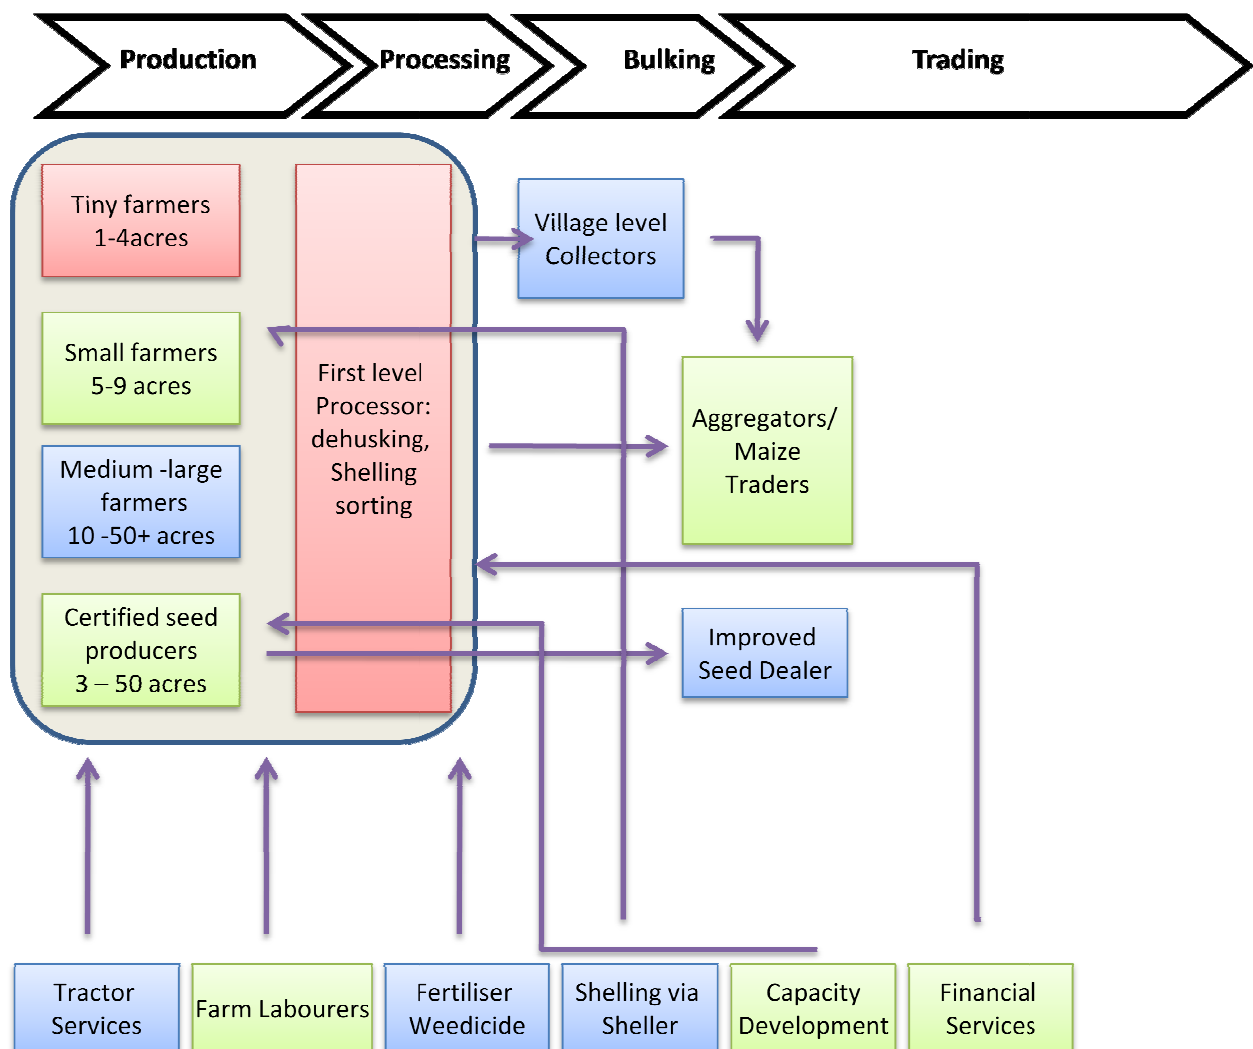 Production
Processing
Bulking
Trading
Tiny farmers
1-4acres
Small farmers
5-9 acres
Medium -large
farmers
10 -50+ acres
Certified seed
producers
3 – 50 acres
First level
Processor:
dehusking,
Shelling
sorting
Village level
Collectors
Aggregators/
Maize
Traders
Improved
Seed Dealer
Tractor
Services
Farm Labourers
Fertiliser
Weedicide
Shelling via
Sheller
Capacity
Development
Financial
Services